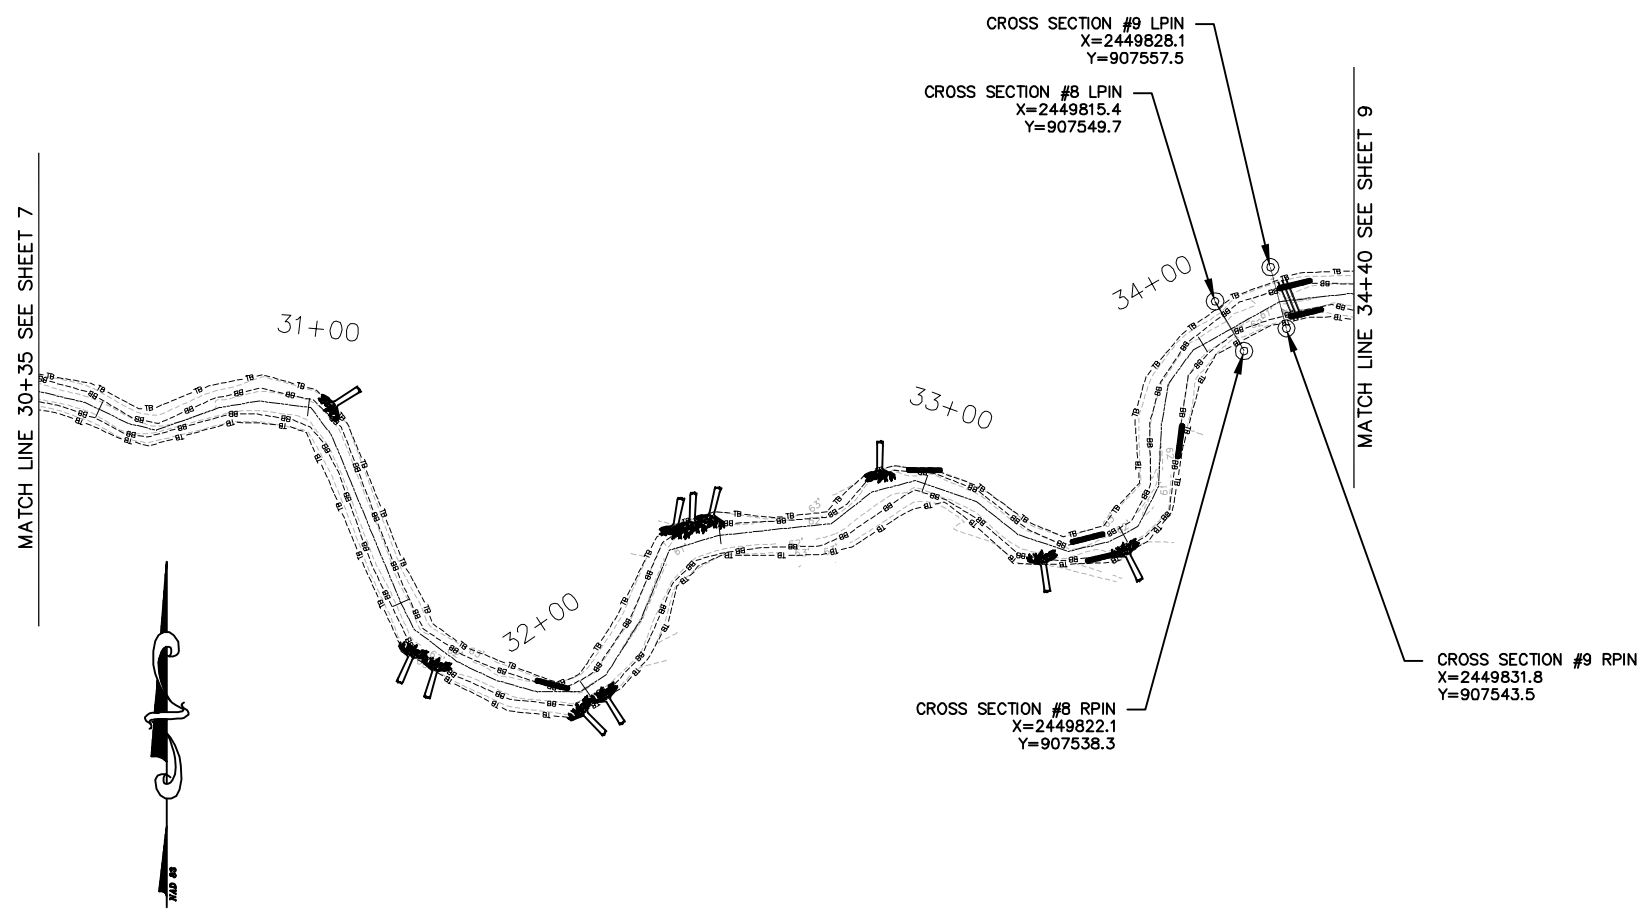 CROSS SECTION #9 LPIN
X=2449828.1
Y=907557.5
CROSS SECTION #8 LPIN
X=2449815.4
Y=907549.7
MATCH LINE 30+35 SEE SHEET 7
MATCH LINE 34+40 SEE SHEET 9
31+00
32+00
33+00
34+00
CROSS SECTION #8 RPIN
X=2449822.1
Y=907538.3
CROSS SECTION #9 RPIN
X=2449831.8
Y=907543.5
NAD 83
TB
BB